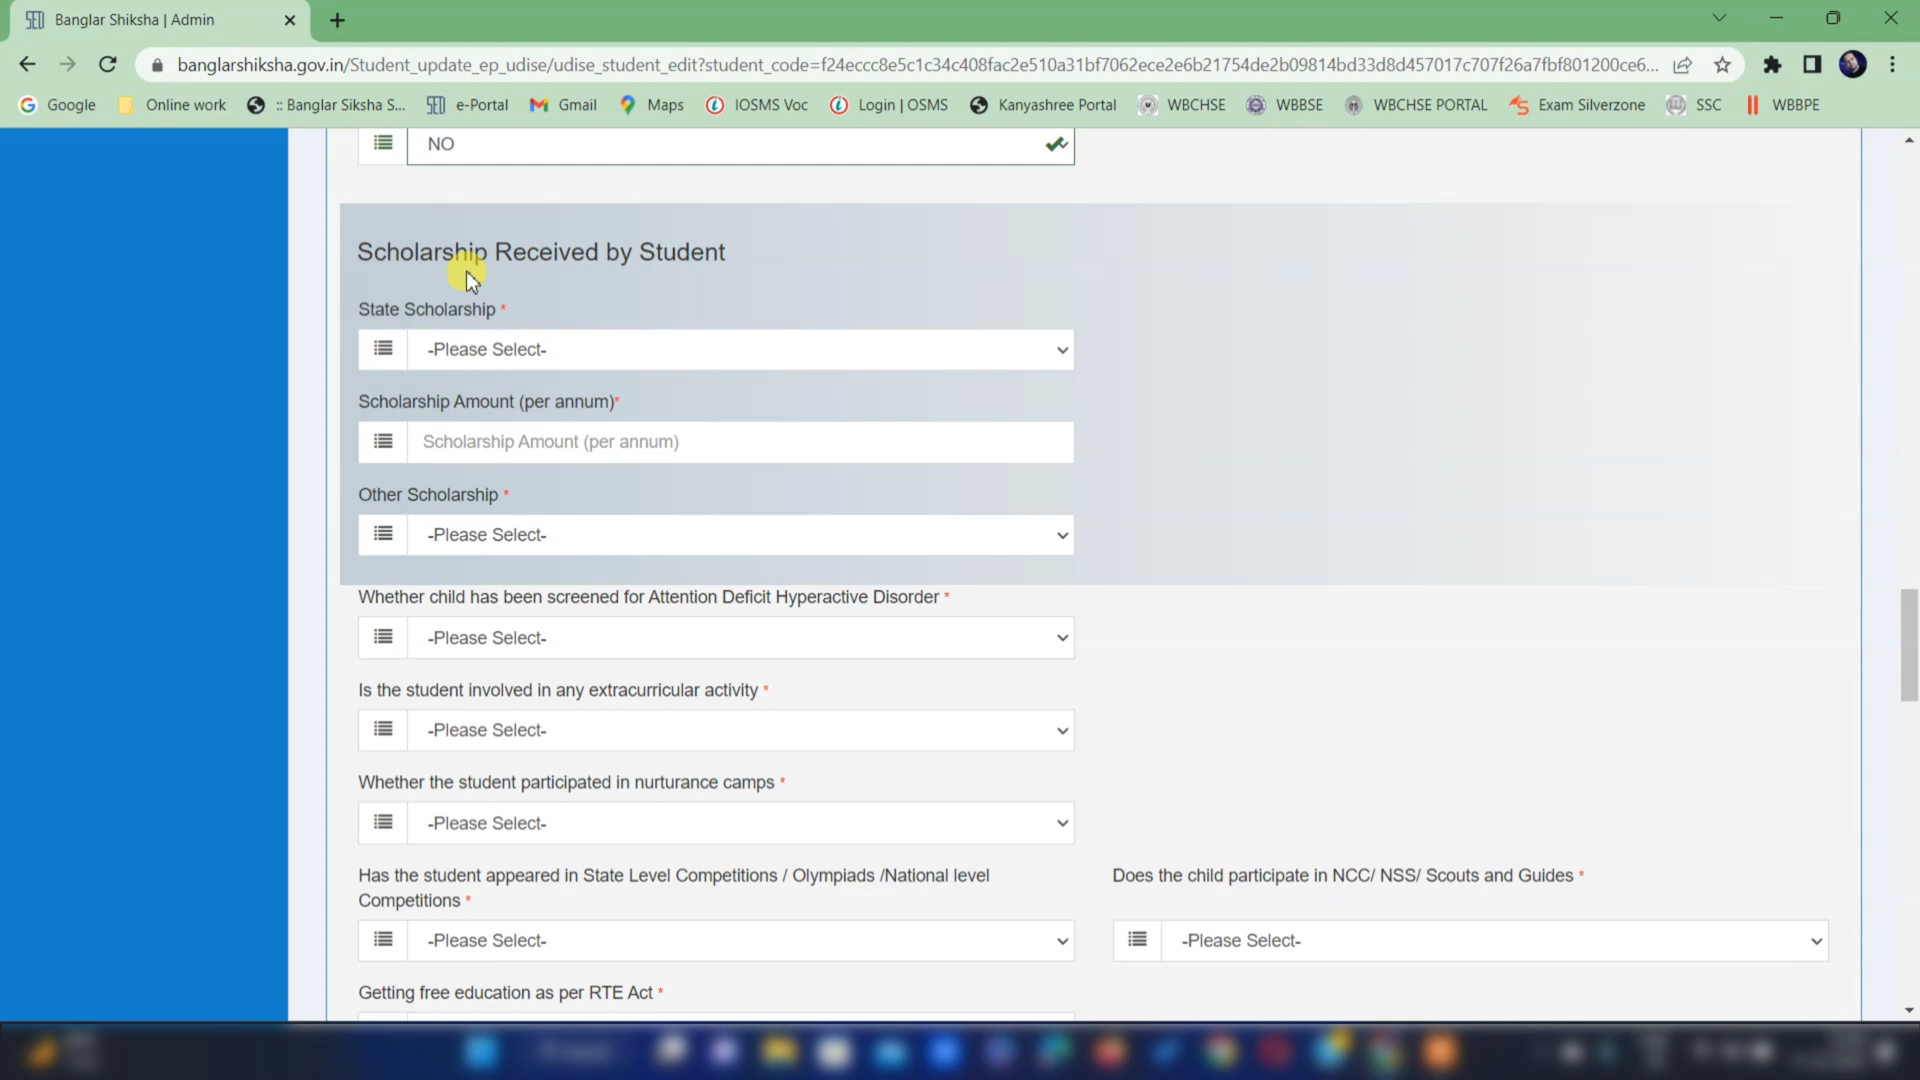 Banglar Shiksha | Admin
banglarshiksha.gov.in/Student_update_ep_udise/udise_student_edit?student_code=f24eccc8e5c1c34c408fac2e510a31bf7062ece2e6b21754de2b09814bd33d8d457017c707f26a7fbf801200ce6...
Google Online work :: Banglar Siksha S... e-Portal Gmail Maps IOSMS Voc Login | OSMS Kanyashree Portal WBCHSE WBBSE WBCHSE PORTAL Exam Silverzone SSC WBBPE
NO
Scholarship Received by Student
State Scholarship *
-Please Select-
Scholarship Amount (per annum)*
Scholarship Amount (per annum)
Other Scholarship *
-Please Select-
Whether child has been screened for Attention Deficit Hyperactive Disorder *
-Please Select-
Is the student involved in any extracurricular activity *
-Please Select-
Whether the student participated in nurturance camps *
-Please Select-
Has the student appeared in State Level Competitions / Olympiads /National level
Competitions *
-Please Select-
Does the child participate in NCC/ NSS/ Scouts and Guides *
-Please Select-
Getting free education as per RTE Act *